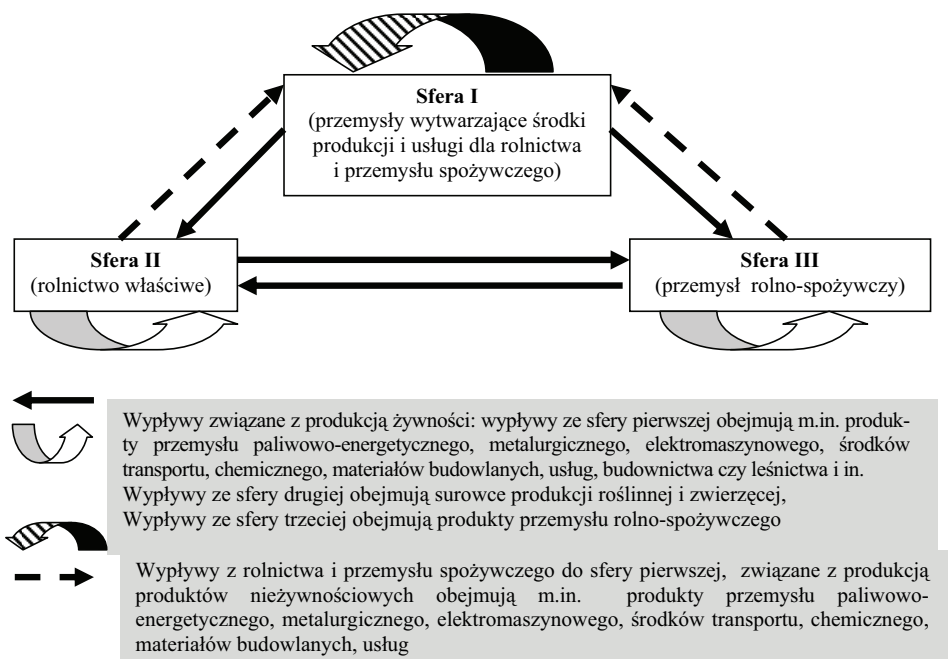 Sfera I
(przemysły wytwarzające środki
produkcji i usługi dla rolnictwa
i przemysłu spożywczego)
Sfera II
(rolnictwo właściwe)
Sfera III
(przemysł rolno-spożywczy)
Wypływy związane z produkcją żywności: wypływy ze sfery pierwszej obejmują m.in. produk-
ty przemysłu paliwowo-energetycznego, metalurgicznego, elektromaszynowego, środków
transportu, chemicznego, materiałów budowlanych, usług, budownictwa czy leśnictwa i in.
Wypływy ze sfery drugiej obejmują surowce produkcji roślinnej i zwierzęcej,
Wypływy ze sfery trzeciej obejmują produkty przemysłu rolno-spożywczego
Wypływy z rolnictwa i przemysłu spożywczego do sfery pierwszej, związane z produkcją
produktów nieżywnościowych obejmują m.in. produkty przemysłu paliwowo-
energetycznego, metalurgicznego, elektromaszynowego, środków transportu, chemicznego,
materiałów budowlanych, usług